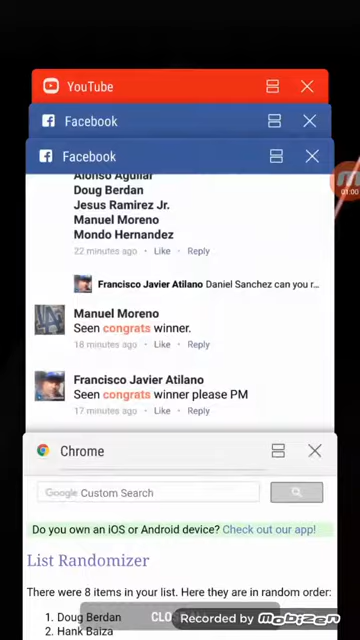 YouTube
Facebook
Facebook
Alonso Aguilar
Doug Berdan
Jesus Ramirez Jr.
Manuel Moreno
Mondo Hernandez
22 minutes ago • Like • Reply
Francisco Javier Atilano Daniel Sanchez can you r...
Manuel Moreno
Seen congrats winner.
18 minutes ago • Like • Reply
Francisco Javier Atilano
Seen congrats winner please PM
17 minutes ago • Like • Reply
01:00
Chrome
Google Custom Search
Do you own an iOS or Android device? Check out our app!
List Randomizer
There were 8 items in your list. Here they are in random order:
1. Doug Berdan
2. Hank Baiza
Recorded by Mobizen